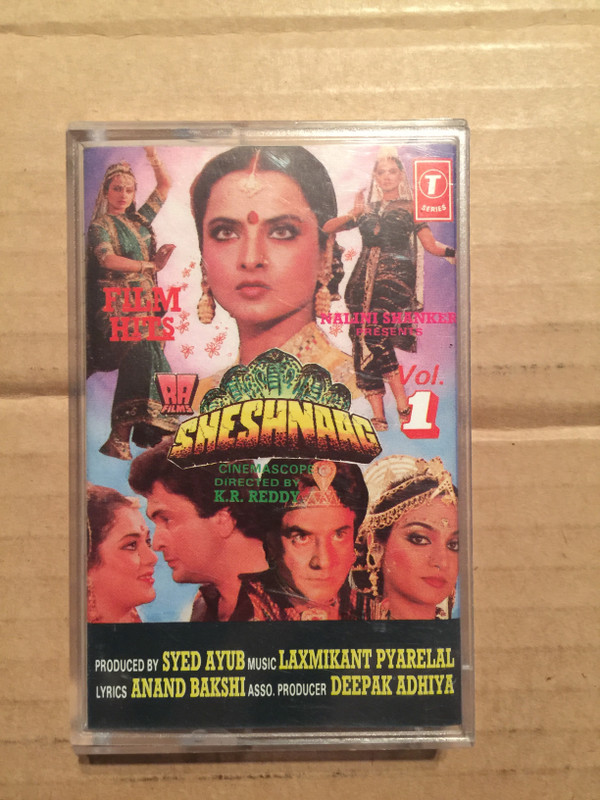 T
SERIES
FILM
HITS
NALINI SHANKER
PRESENTS
Vol.
1
RA
FILMS
SHESHNAAG
CINEMASCOPE
DIRECTED BY
K.R. REDDY
PRODUCED BY SYED AYUB MUSIC LAXMIKANT PYARELAL
LYRICS ANAND BAKSHI ASSO. PRODUCER DEEPAK ADHIYA